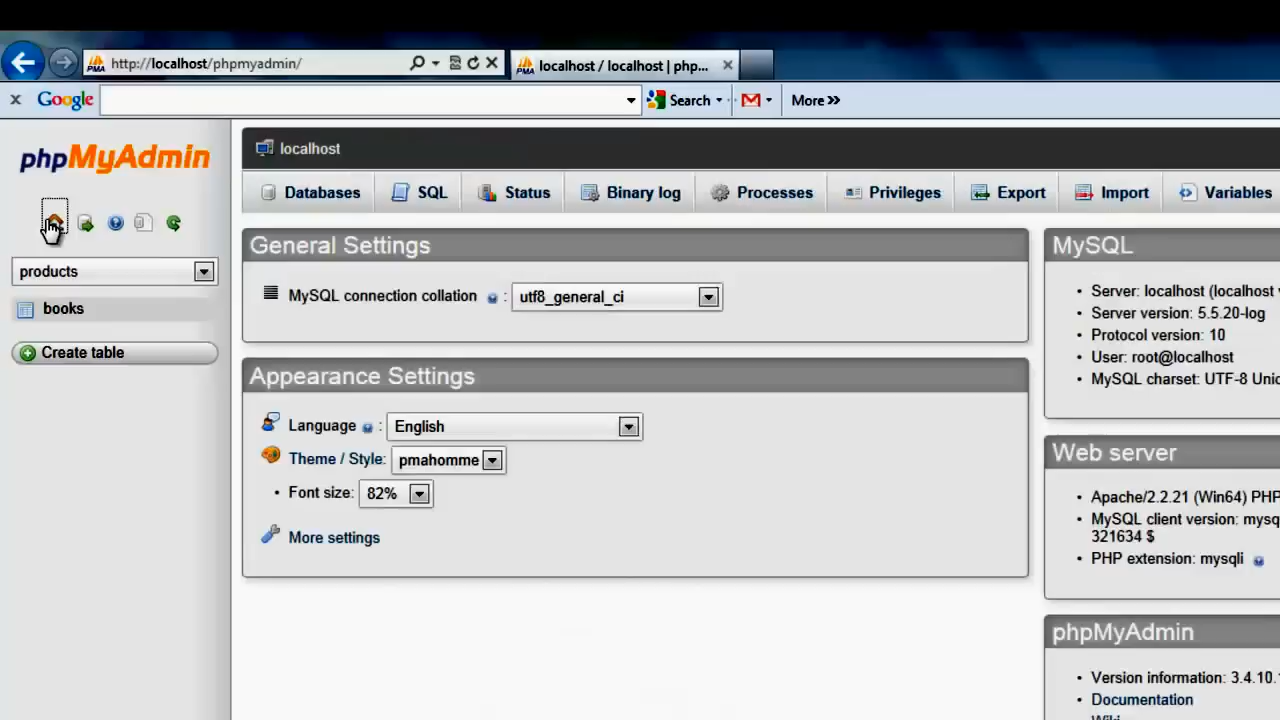 http://localhost/phpmyadmin/
localhost / localhost | php...
Google
Search
More
phpMyAdmin
products
books
Create table
localhost
Databases
SQL
Status
Binary log
Processes
Privileges
Export
Import
Variables
General Settings
MySQL connection collation :
utf8_general_ci
Appearance Settings
Language :
English
Theme / Style:
pmahomme
• Font size:
82%
More settings
MySQL
• Server: localhost (localhost
• Server version: 5.5.20-log
• Protocol version: 10
• User: root@localhost
• MySQL charset: UTF-8
Web server
• Apache/2.2.21 (Win64) PHP
• MySQL client version:
321634 $
• PHP extension: mysqli
phpMyAdmin
• Version information: 3.4.10.
• Documentation